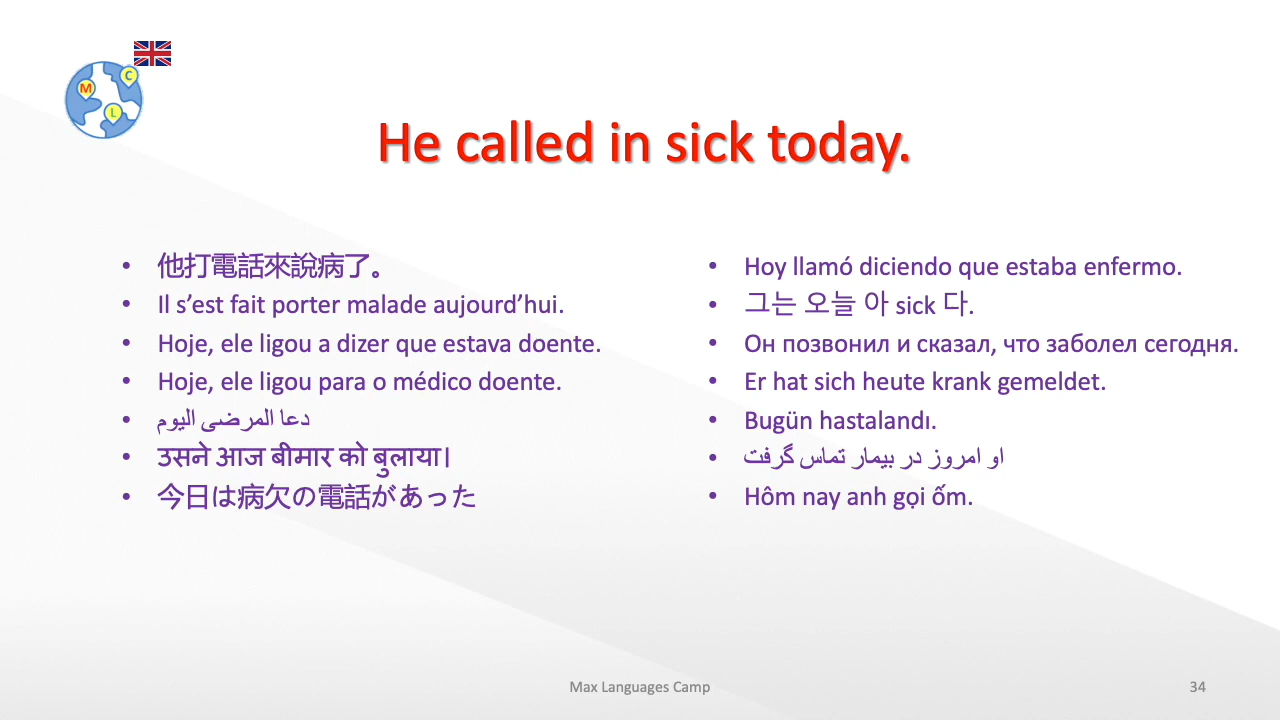 M
C
L
He called in sick today.
• 他打電話來說病了。
• Il s’est fait porter malade aujourd’hui.
• Hoje, ele ligou a dizer que estava doente.
• Hoje, ele ligou para o médico doente.
• دعا المرضى اليوم
• उसने आज बीमार को बुलाया।
• 今日は病欠の電話があった
• Hoy llamó diciendo que estaba enfermo.
• 그는 오늘 아 sick 다.
• Он позвонил и сказал, что заболел сегодня.
• Er hat sich heute krank gemeldet.
• Bugün hastalandı.
• او امروز در بیمار تماس گرفت
• Hôm nay anh gọi ốm.
Max Languages Camp
34